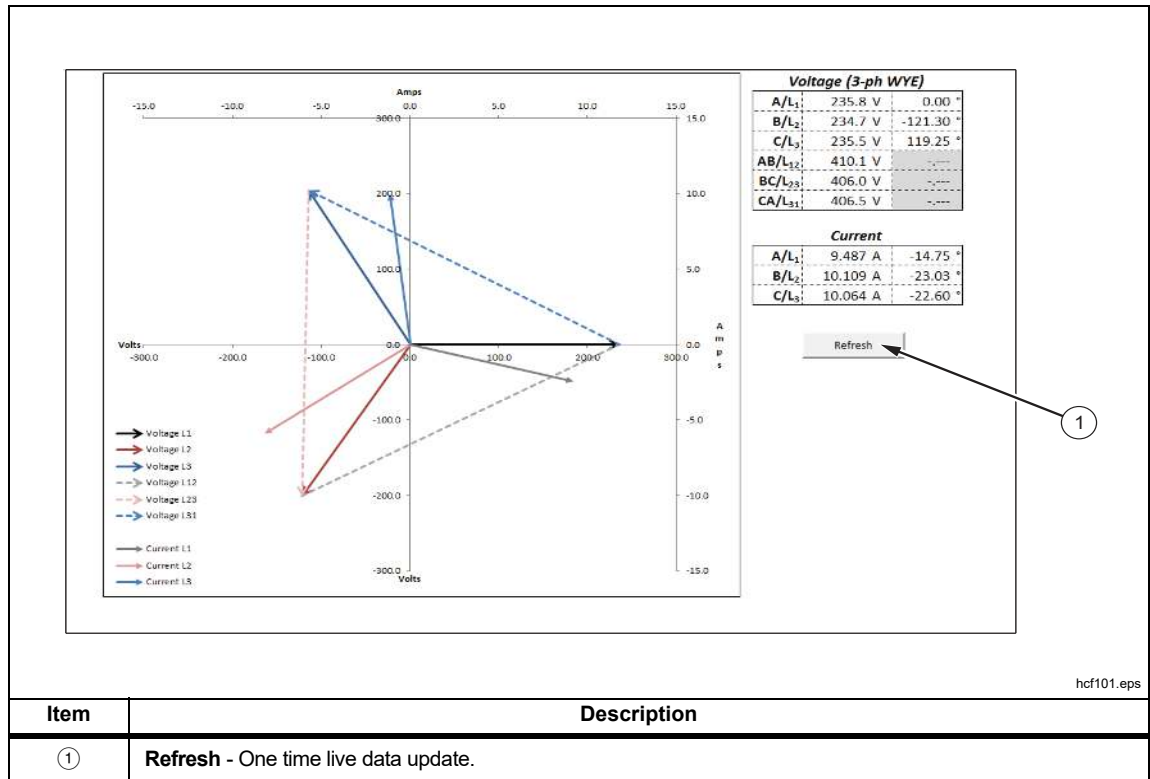 Amps
-15.0 -10.0 -5.0 0.0 5.0 10.0 15.0
300.0 15.0
200.0 10.0
100.0 5.0
Volts 0.0 0.0 Amps
-300.0 -200.0 -100.0 0.0 100.0 200.0 300.0
-100.0 -5.0
-200.0 -10.0
-300.0 -15.0
Volts
Voltage L1
Voltage L2
Voltage L3
Voltage L12
Voltage L23
Voltage L31
Current L1
Current L2
Current L3
Voltage (3-ph WYE)
A/L₁ 235.8 V 0.00 °
B/L₂ 234.7 V -121.30 °
C/L₃ 235.5 V 119.25 °
AB/L₁₂ 410.1 V -.---
BC/L₂₃ 406.0 V -.---
CA/L₃₁ 406.5 V -.---
Current
A/L₁ 9.487 A -14.75 °
B/L₂ 10.109 A -23.03 °
C/L₃ 10.064 A -22.60 °
Refresh
1
hcf101.eps
Item Description
① Refresh - One time live data update.